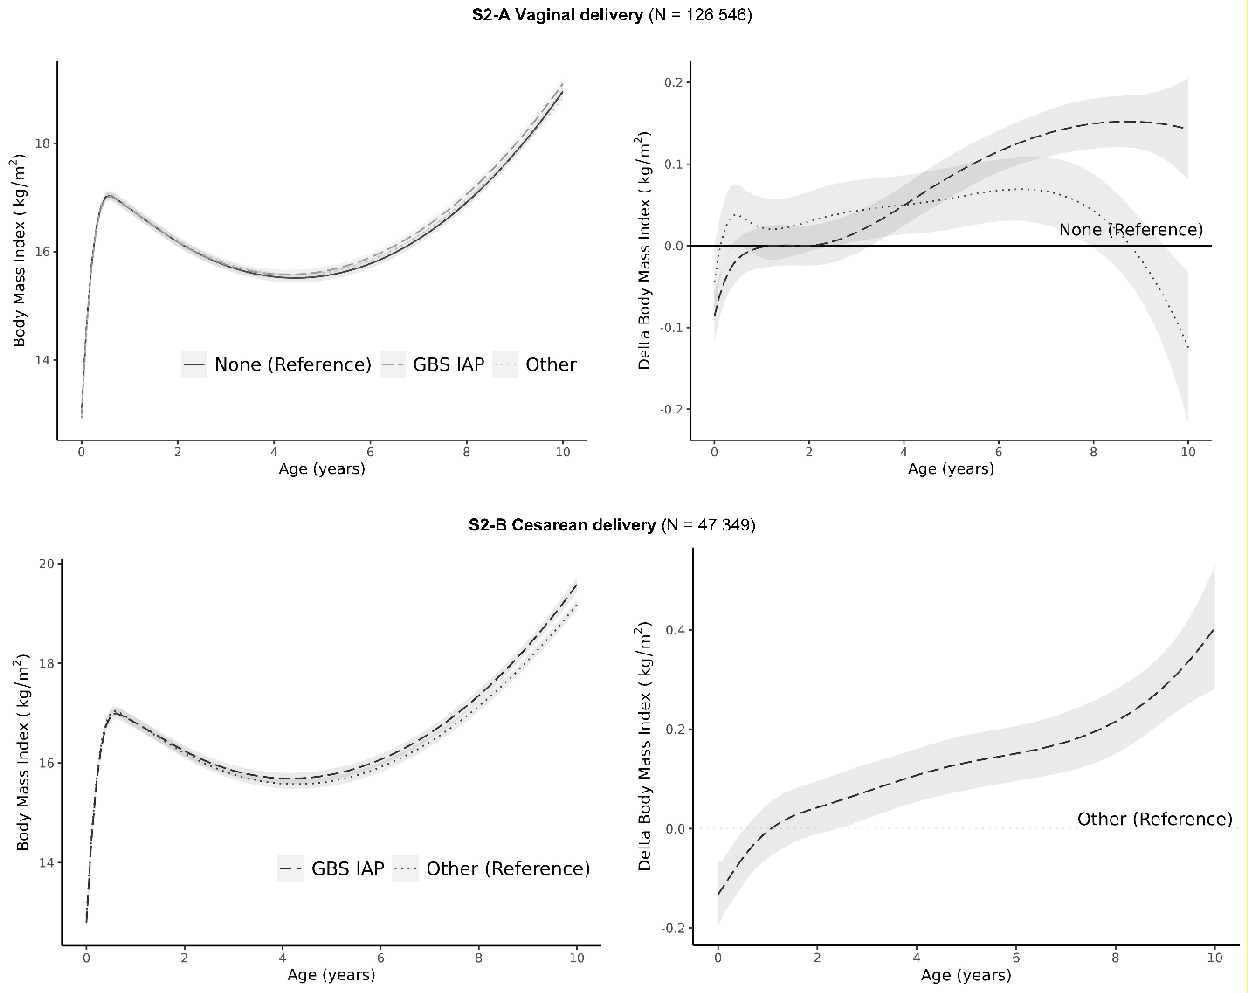 S2-A Vaginal delivery (N = 126 546)
18
16
14
Body Mass Index ( kg/m²)
None (Reference) GBS IAP Other
0 2 4 6 8 10
Age (years)
0.2
0.1
0.0
-0.1
-0.2
Delta Body Mass Index ( kg/m²)
None (Reference)
0 2 4 6 8 10
Age (years)
S2-B Cesarean delivery (N = 47 349)
20
18
16
14
Body Mass Index ( kg/m²)
GBS IAP Other (Reference)
0 2 4 6 8 10
Age (years)
0.4
0.2
0.0
-0.2
Delta Body Mass Index ( kg/m²)
Other (Reference)
0 2 4 6 8 10
Age (years)